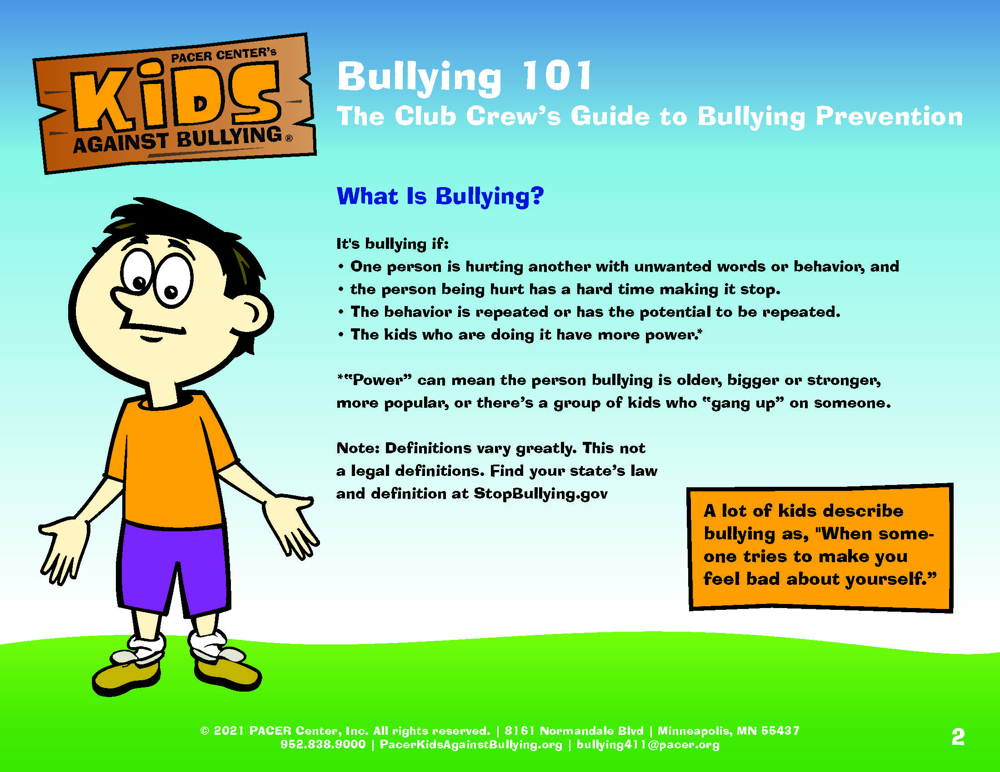 PACER CENTER's
KiDS
AGAINST BULLYING®
Bullying 101
The Club Crew’s Guide to Bullying Prevention
What Is Bullying?
It's bullying if:
• One person is hurting another with unwanted words or behavior, and
• the person being hurt has a hard time making it stop.
• The behavior is repeated or has the potential to be repeated.
• The kids who are doing it have more power.*
*“Power” can mean the person bullying is older, bigger or stronger,
more popular, or there’s a group of kids who “gang up” on someone.
Note: Definitions vary greatly. This not
a legal definitions. Find your state’s law
and definition at StopBullying.gov
A lot of kids describe
bullying as, "When some-
one tries to make you
feel bad about yourself.”
© 2021 PACER Center, Inc. All rights reserved. | 8161 Normandale Blvd | Minneapolis, MN 55437
952.838.9000 | PacerKidsAgainstBullying.org | bullying411@pacer.org
2